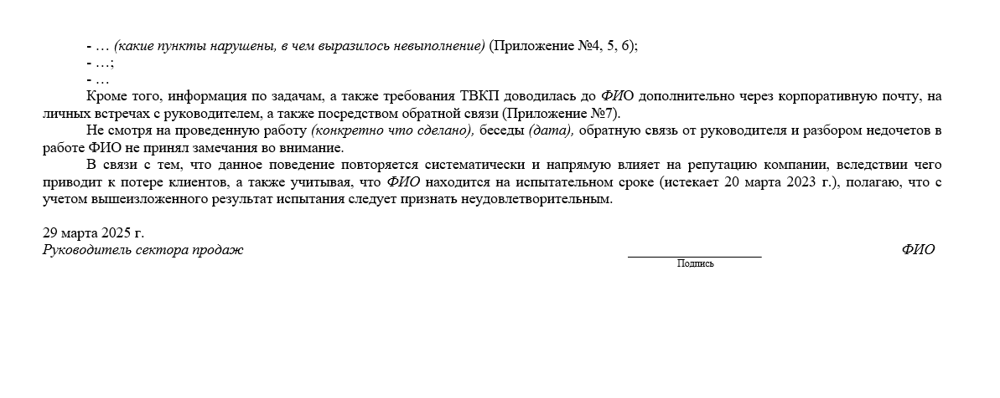 - … (какие пункты нарушены, в чем выразилось невыполнение) (Приложение №4, 5, 6);
- …;
- …
Кроме того, информация по задачам, а также требования ТВКП доводилась до ФИО дополнительно через корпоративную почту, на
личных встречах с руководителем, а также посредством обратной связи (Приложение №7).
Не смотря на проведенную работу (конкретно что сделано), беседы (дата), обратную связь от руководителя и разбором недочетов в
работе ФИО не принял замечания во внимание.
В связи с тем, что данное поведение повторяется систематически и напрямую влияет на репутацию компании, вследствии чего
приводит к потере клиентов, а также учитывая, что ФИО находится на испытательном сроке (истекает 20 марта 2023 г.), полагаю, что с
учетом вышеизложенного результат испытания следует признать неудовлетворительным.
29 марта 2025 г.
Руководитель сектора продаж ФИО
Подпись